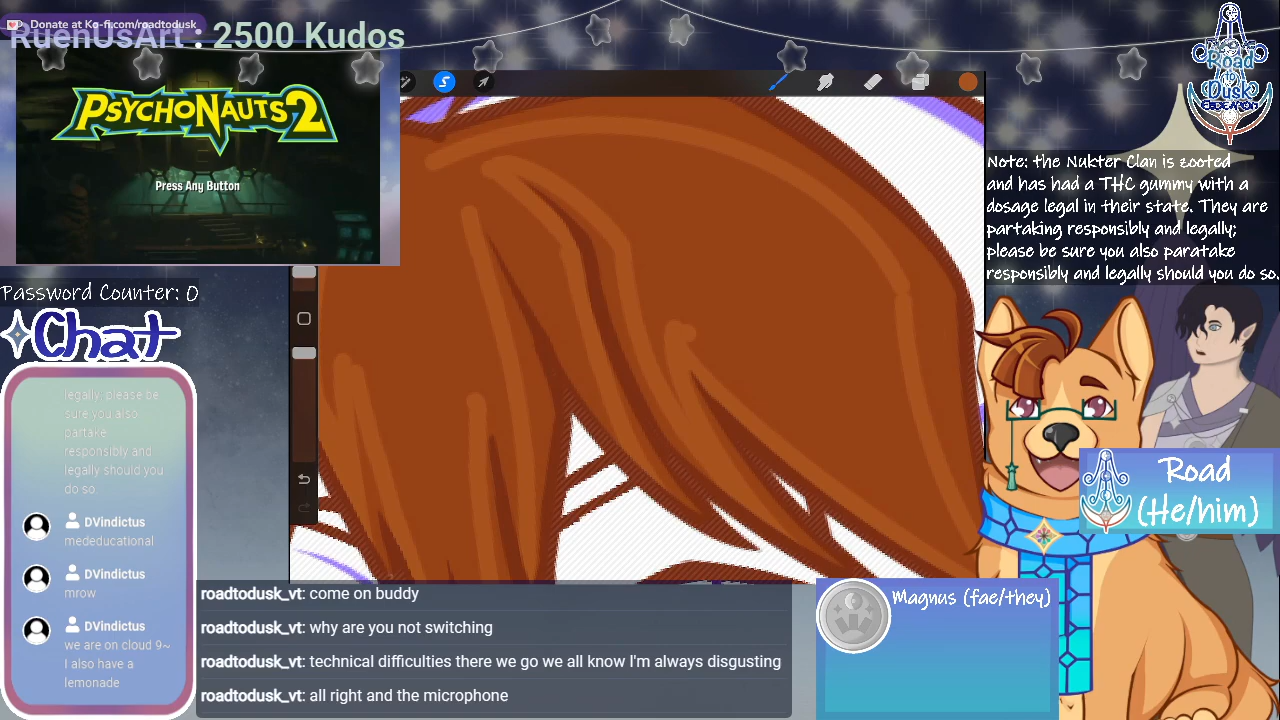 Donate at Ko-fi.com/roadtodusk
RuenUsArt : 2500 Kudos
PSYCHONAUTS 2
Press Any Button
Road
to
Dusk
Note: the Nukter Clan is zooted
and has had a THC gummy with a
dosage legal in their state. They are
partaking responsibly and legally;
please be sure you also paratake
responsibly and legally should you do so.
Password Counter: 0
Chat
legally; please be
sure you also
partake
responsibly and
legally should you
do so.
DVindictus
mededucational
DVindictus
mrow
DVindictus
we are on cloud 9~
I also have a
lemonade
roadtodusk_vt: come on buddy
roadtodusk_vt: why are you not switching
roadtodusk_vt: technical difficulties there we go we all know I'm always disgusting
roadtodusk_vt: all right and the microphone
Road
(He/him)
Magnus (fae/they)